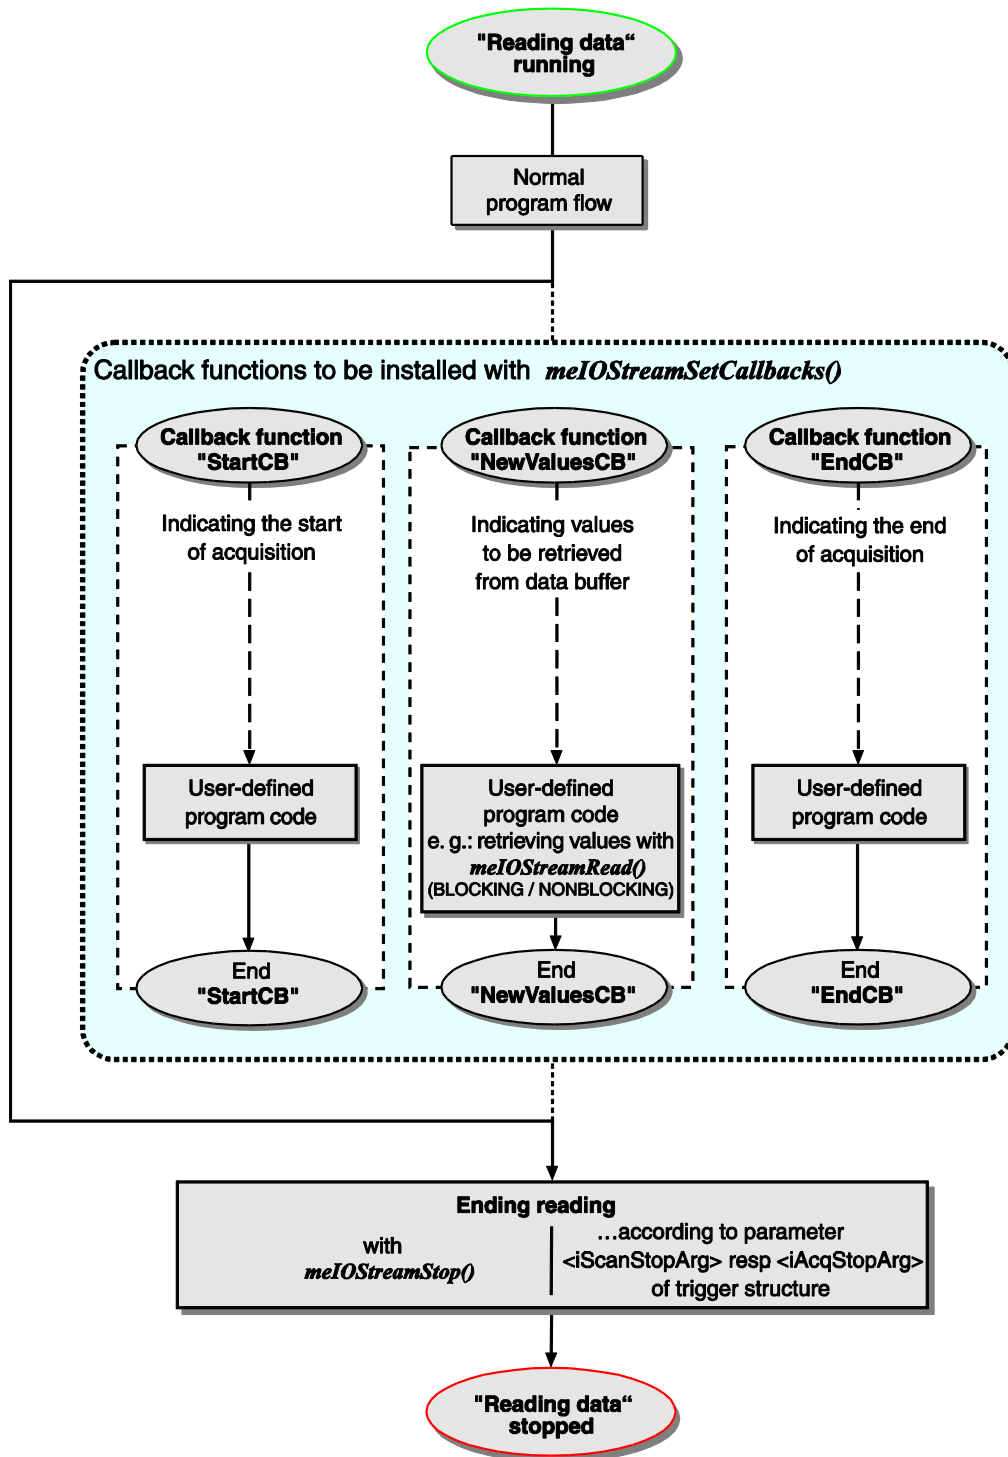 "Reading data“
running
Normal
program flow
Callback functions to be installed with meIOStreamSetCallbacks()
Callback function
"StartCB"
Indicating the start
of acquisition
User-defined
program code
End
"StartCB"
Callback function
"NewValuesCB"
Indicating values
to be retrieved
from data buffer
User-defined
program code
e. g.: retrieving values with
meIOStreamRead()
(BLOCKING / NONBLOCKING)
End
"NewValuesCB"
Callback function
"EndCB"
Indicating the end
of acquisition
User-defined
program code
End
"EndCB"
Ending reading
with
meIOStreamStop()
…according to parameter
<iScanStopArg> resp <iAcqStopArg>
of trigger structure
"Reading data“
stopped